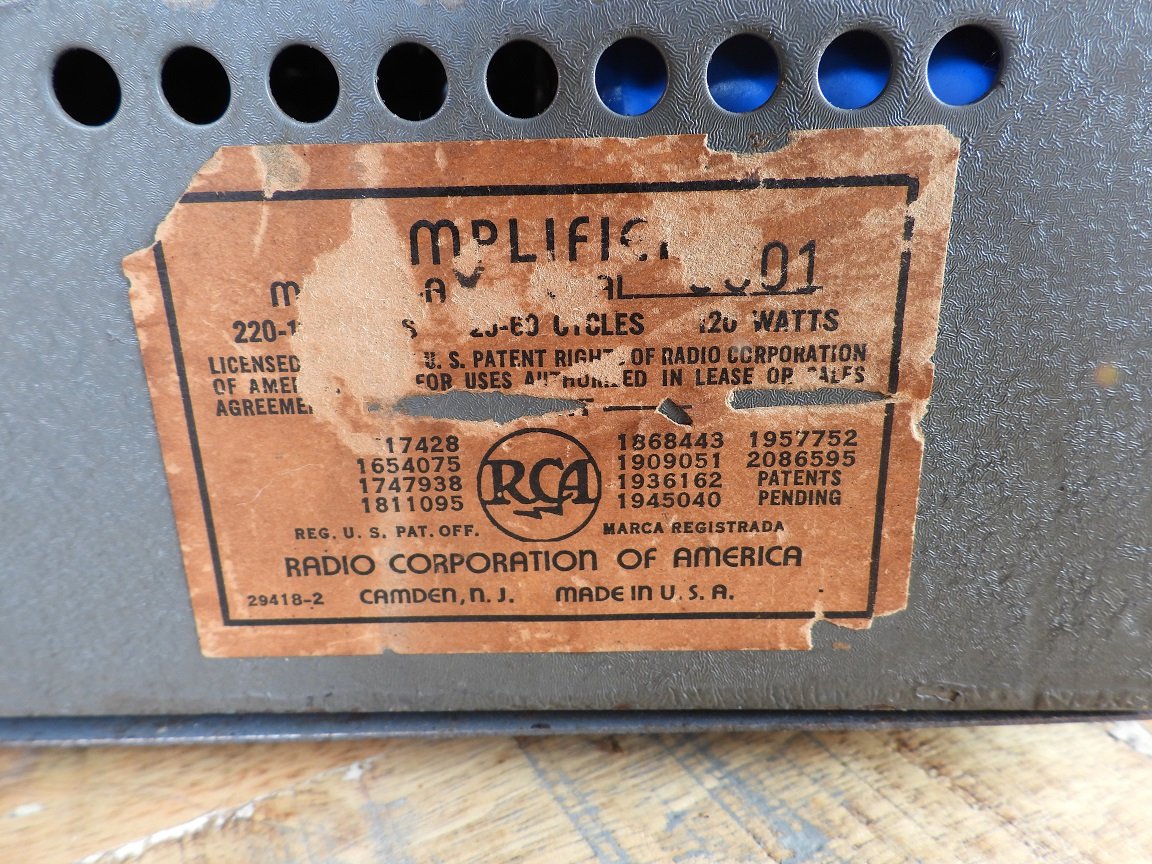 MPLIFIE
220-1 S 25-60 CYCLES 120 WATTS
LICENSED U.S. PATENT RIGHTS OF RADIO CORPORATION
OF AMERI FOR USES AUTHORIZED IN LEASE OR SALES
AGREEME
17428 1868443 1957752
1654075 1909051 2086595
1747938 RCA 1936162 PATENTS
1811095 1945040 PENDING
REG. U. S. PAT. OFF. MARCA REGISTRADA
RADIO CORPORATION OF AMERICA
29418-2 CAMDEN, N. J. MADE IN U. S. A.